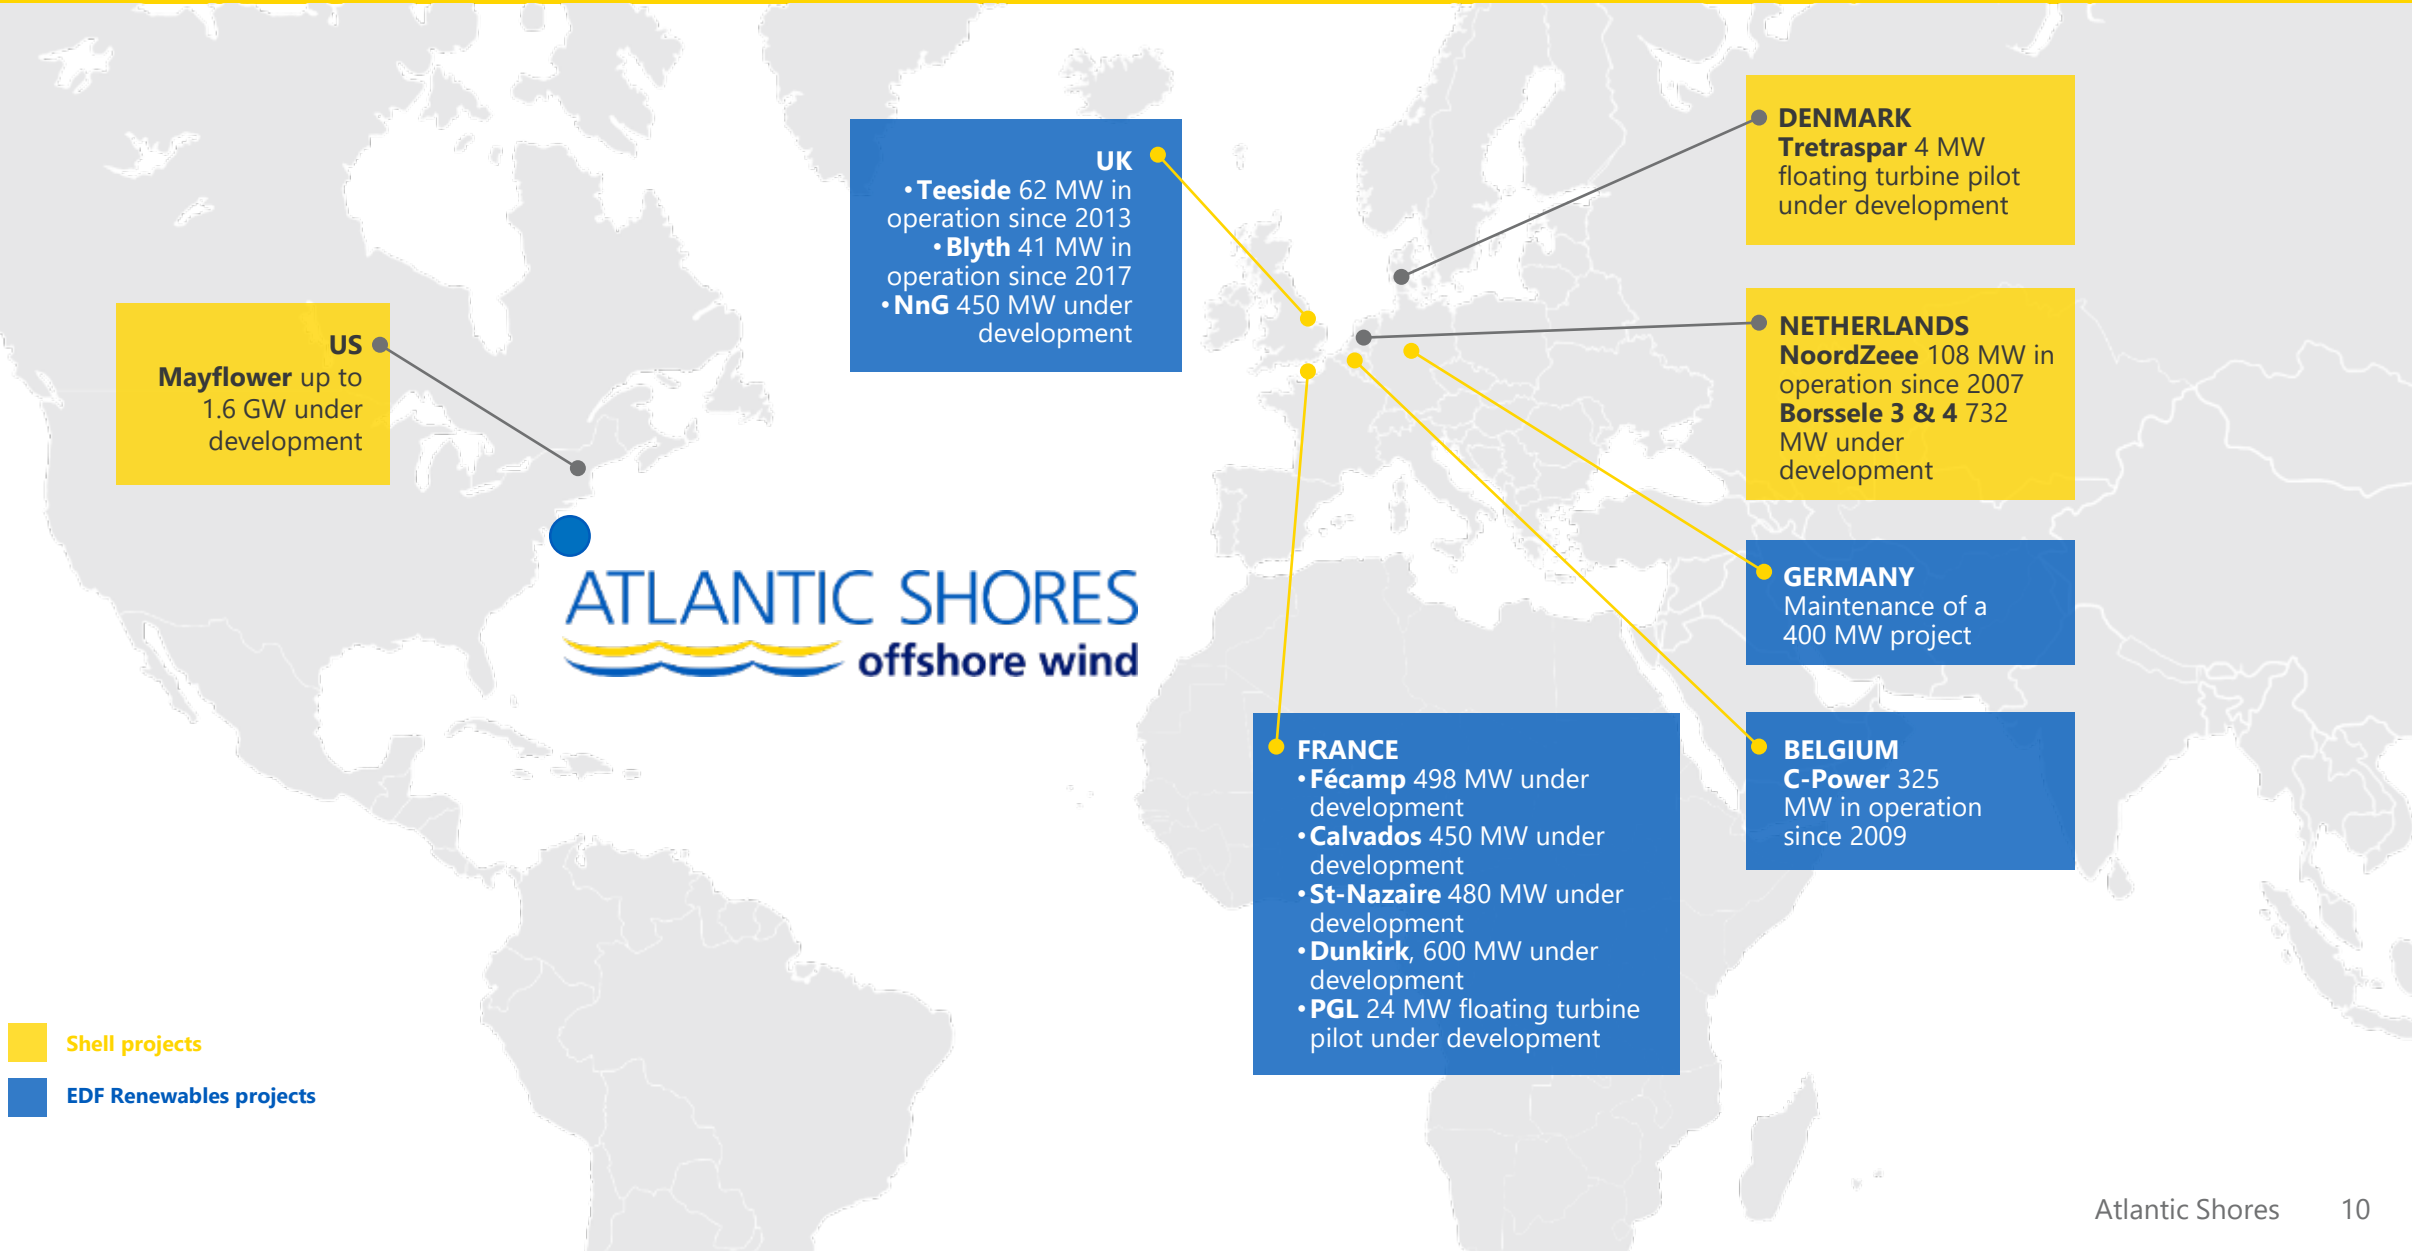 UK
•Teeside 62 MW in
operation since 2013
•Blyth 41 MW in
operation since 2017
•NnG 450 MW under
development
US
Mayflower up to
1.6 GW under
development
DENMARK
Tretraspar 4 MW
floating turbine pilot
under development
NETHERLANDS
NoordZeee 108 MW in
operation since 2007
Borssele 3 & 4 732
MW under
development
GERMANY
Maintenance of a
400 MW project
ATLANTIC SHORES
offshore wind
FRANCE
•Fécamp 498 MW under
development
•Calvados 450 MW under
development
•St-Nazaire 480 MW under
development
•Dunkirk, 600 MW under
development
•PGL 24 MW floating turbine
pilot under development
BELGIUM
C-Power 325
MW in operation
since 2009
Shell projects
EDF Renewables projects
Atlantic Shores 10